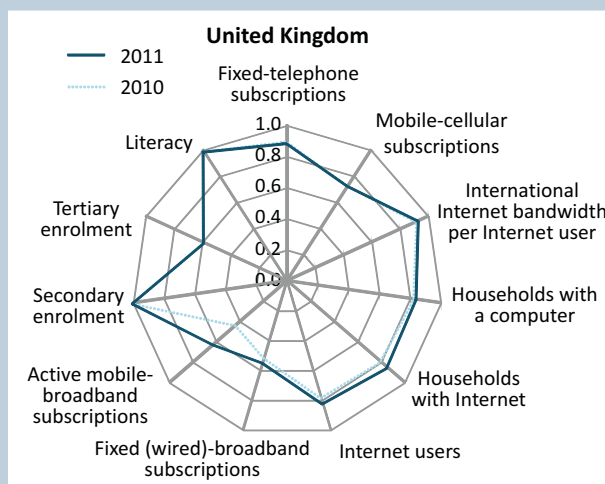 United Kingdom
2011
2010
Fixed-telephone
subscriptions
Mobile-cellular
subscriptions
International
Internet bandwidth
per Internet user
Households with
a computer
Households
with Internet
Internet users
Fixed (wired)-broadband
subscriptions
Active mobile-
broadband
subscriptions
Secondary
enrolment
Tertiary
enrolment
Literacy
1.0
0.8
0.6
0.4
0.2
0.0